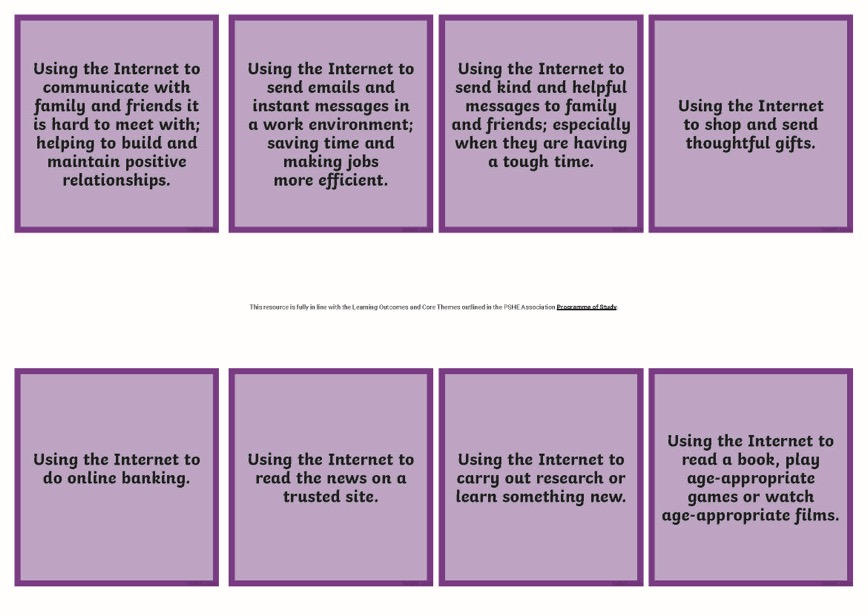 Using the Internet to
communicate with
family and friends it
is hard to meet with;
helping to build and
maintain positive
relationships.
Using the Internet to
send emails and
instant messages in
a work environment;
saving time and
making jobs
more efficient.
Using the Internet to
send kind and helpful
messages to family
and friends; especially
when they are having
a tough time.
Using the Internet
to shop and send
thoughtful gifts.
This resource is fully in line with the Learning Outcomes and Core Themes outlined in the PSHE Association Programme of Study.
Using the Internet to
do online banking.
Using the Internet to
read the news on a
trusted site.
Using the Internet to
carry out research or
learn something new.
Using the Internet to
read a book, play
age-appropriate
games or watch
age-appropriate films.